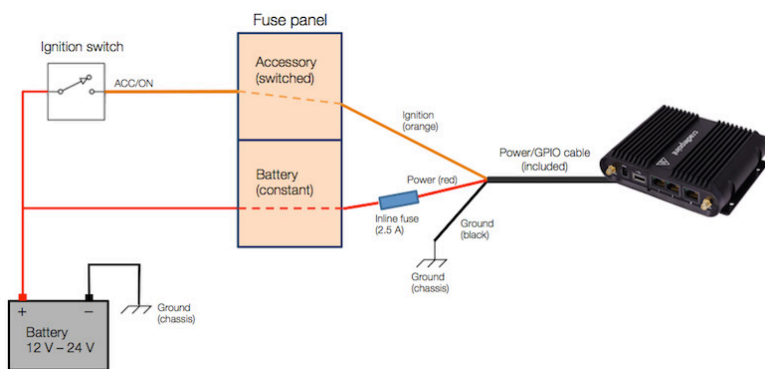 Fuse panel
Ignition switch
ACC/ON
Accessory
(switched)
Ignition
(orange)
Battery
(constant)
Power (red)
Inline fuse
(2.5 A)
Power/GPIO cable
(included)
Ground
(black)
Ground
(chassis)
cradlepoint
+
–
Ground
(chassis)
Battery
12 V – 24 V